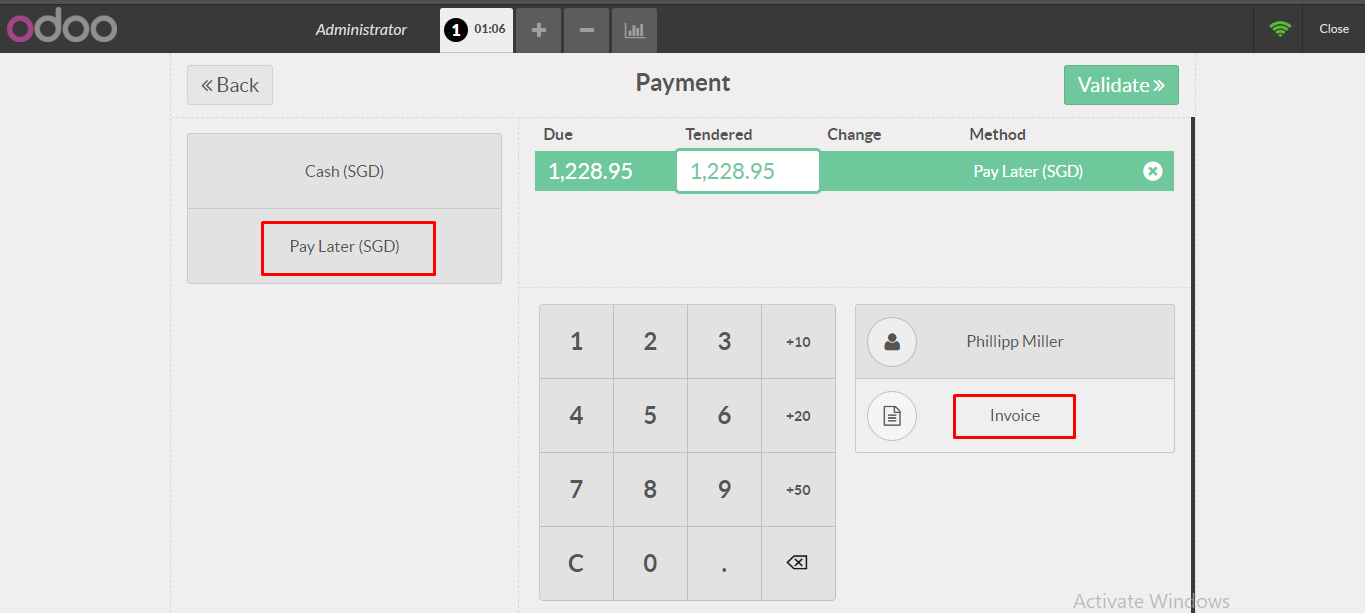 odoo
Administrator
1 01:06
Close
Back
Payment
Validate
Due Tendered Change Method
1,228.95 1,228.95 Pay Later (SGD)
Cash (SGD)
Pay Later (SGD)
1 2 3 +10
4 5 6 +20
7 8 9 +50
C 0 .
Phillipp Miller
Invoice
Activate Windows